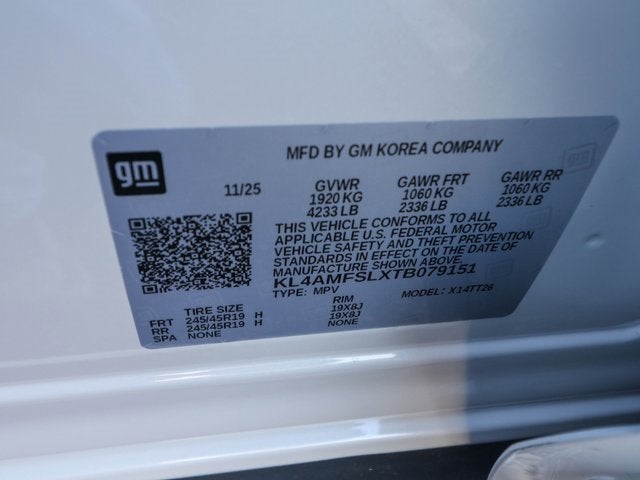 gm
MFD BY GM KOREA COMPANY
11/25 GVWR GAWR FRT GAWR RR
1920 KG 1060 KG 1060 KG
4233 LB 2336 LB 2336 LB
THIS VEHICLE CONFORMS TO ALL
APPLICABLE U.S. FEDERAL MOTOR
VEHICLE SAFETY AND THEFT PREVENTION
STANDARDS IN EFFECT ON THE DATE OF
MANUFACTURE SHOWN ABOVE.
KL4AMFSLXTB079151
TYPE: MPV MODEL: X14TT26
TIRE SIZE RIM
FRT 245/45R19 H 19X8J
RR 245/45R19 H 19X8J
SPA NONE NONE